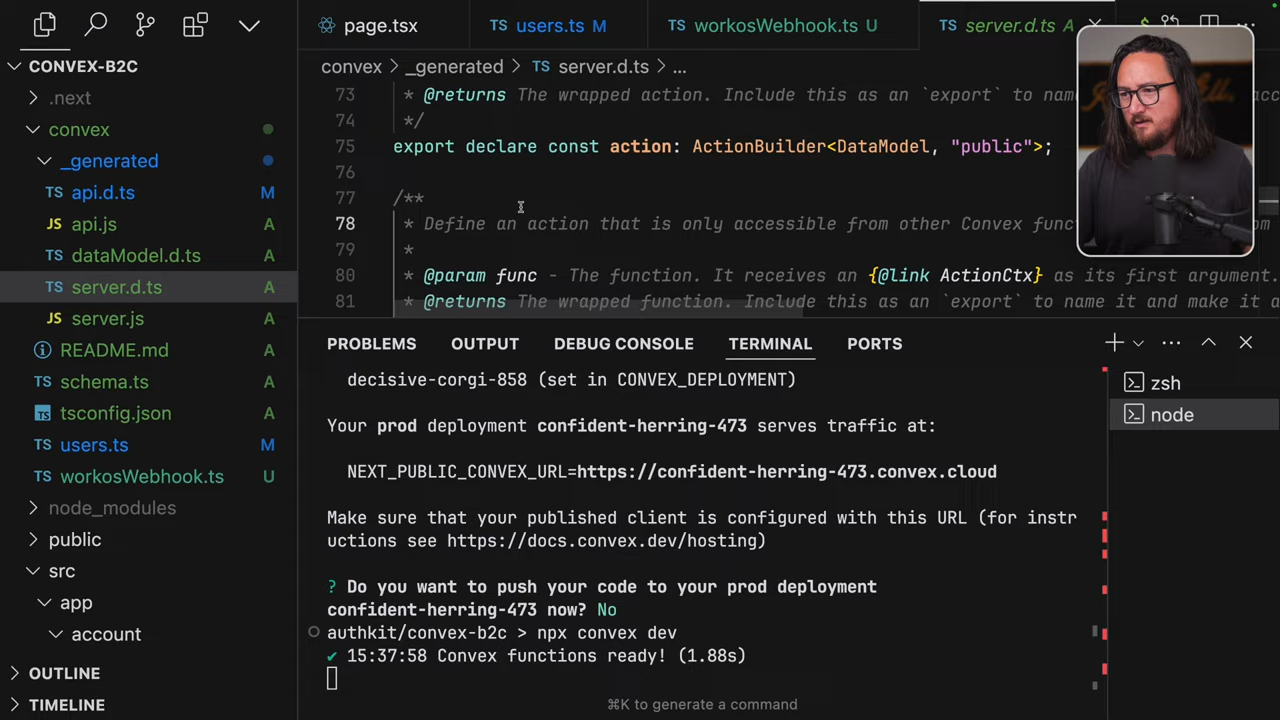 page.tsx
TS users.ts M
TS workosWebhook.ts U
TS server.d.ts A
CONVEX-B2C
.next
convex
_generated
TS api.d.ts M
JS api.js A
TS dataModel.d.ts A
TS server.d.ts A
JS server.js A
README.md A
TS schema.ts A
tsconfig.json A
TS users.ts M
TS workosWebhook.ts U
node_modules
public
src
app
account
OUTLINE
TIMELINE
convex > _generated > TS server.d.ts > ...
73 * @returns The wrapped action. Include this as an `export` to nam
74 */
75 export declare const action: ActionBuilder<DataModel, "public">;
76
77 /**
78 * Define an action that is only accessible from other Convex func
79 *
80 * @param func - The function. It receives an {@link ActionCtx} as its first argument.
81 * @returns The wrapped function. Include this as an `export` to name it and make it a
PROBLEMS OUTPUT DEBUG CONSOLE TERMINAL PORTS
decisive-corgi-858 (set in CONVEX_DEPLOYMENT)
Your prod deployment confident-herring-473 serves traffic at:
NEXT_PUBLIC_CONVEX_URL=https://confident-herring-473.convex.cloud
Make sure that your published client is configured with this URL (for instr
uctions see https://docs.convex.dev/hosting)
? Do you want to push your code to your prod deployment
confident-herring-473 now? No
authkit/convex-b2c > npx convex dev
✔ 15:37:58 Convex functions ready! (1.88s)
⌘K to generate a command
zsh
node